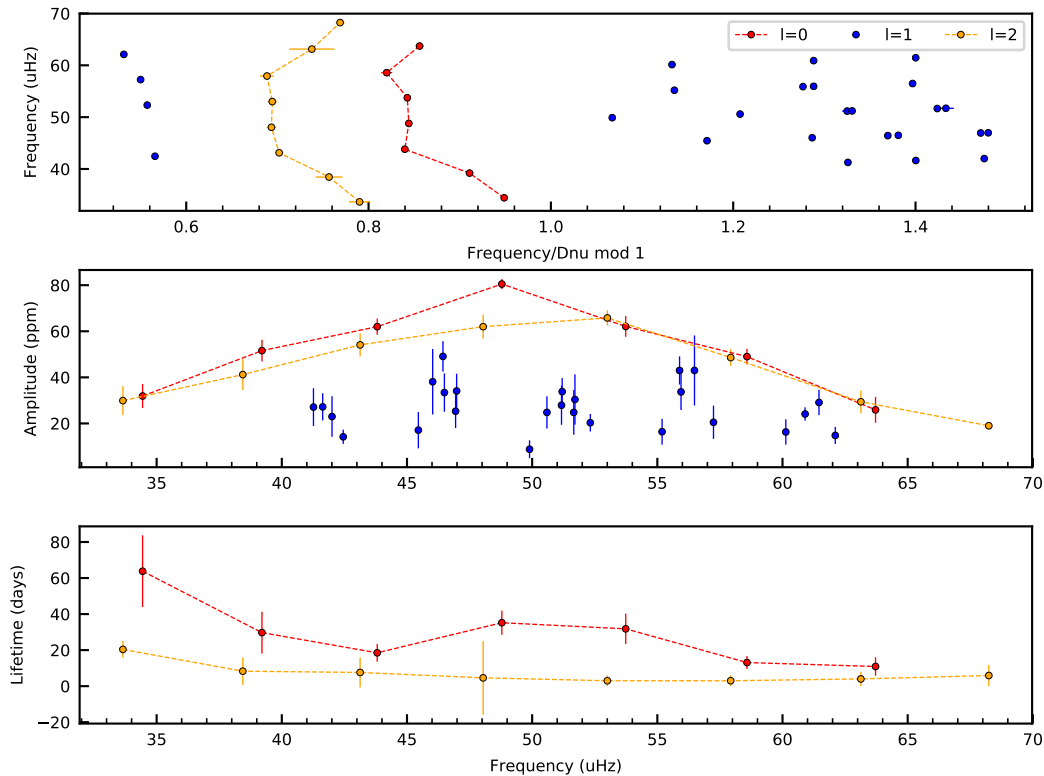 70
60
50
40
Frequency (uHz)
l=0 l=1 l=2
0.6 0.8 1.0 1.2 1.4
Frequency/Dnu mod 1
80
60
40
20
Amplitude (ppm)
35 40 45 50 55 60 65 70
80
60
40
20
0
−20
Lifetime (days)
35 40 45 50 55 60 65 70
Frequency (uHz)